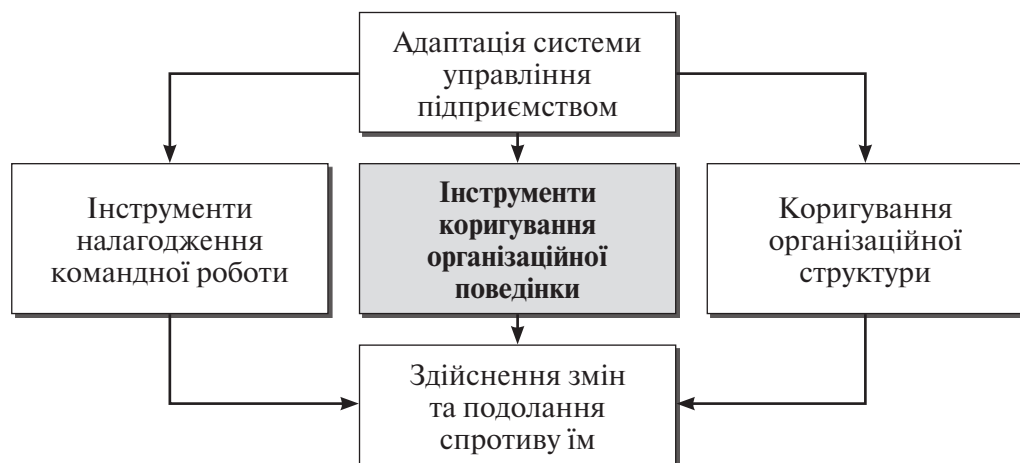 Адаптація системи
управління
підприємством
Інструменти
налагодження
командної роботи
Інструменти
коригування
організаційної
поведінки
Коригування
організаційної
структури
Здійснення змін
та подолання
спротиву їм